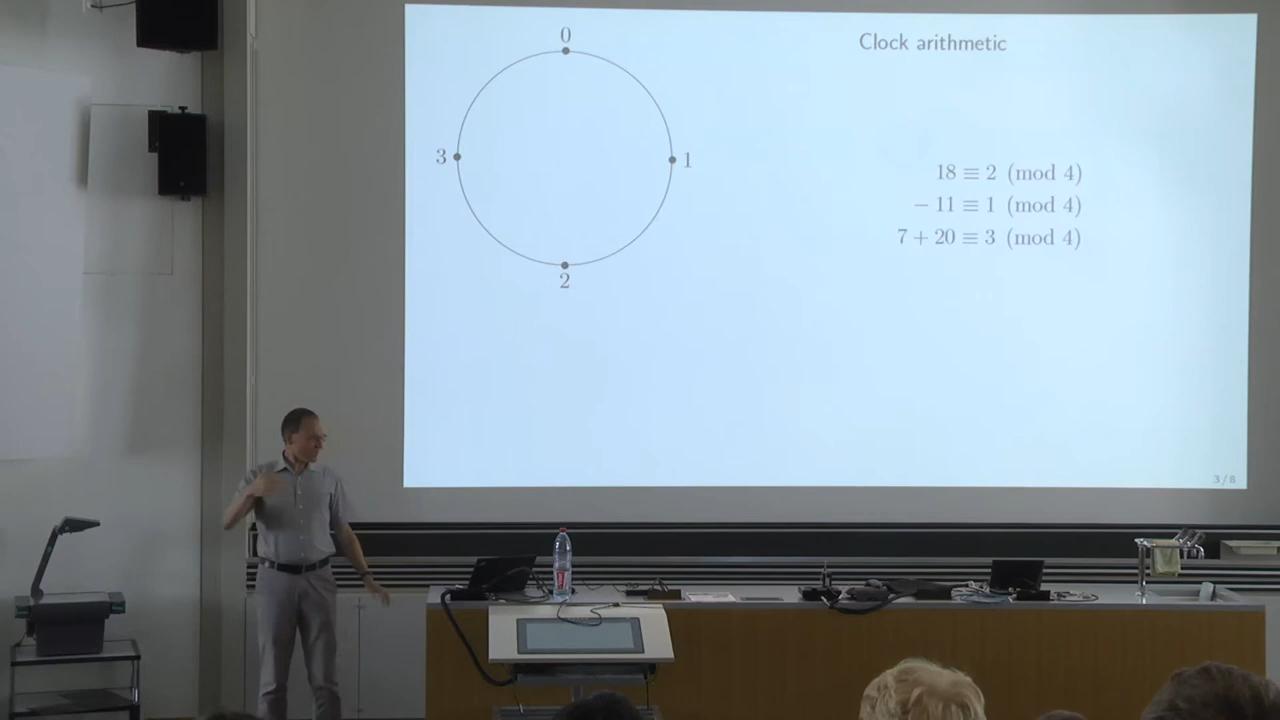 0
Clock arithmetic
3
1
18 ≡ 2 (mod 4)
− 11 ≡ 1 (mod 4)
7 + 20 ≡ 3 (mod 4)
2
3 / 8